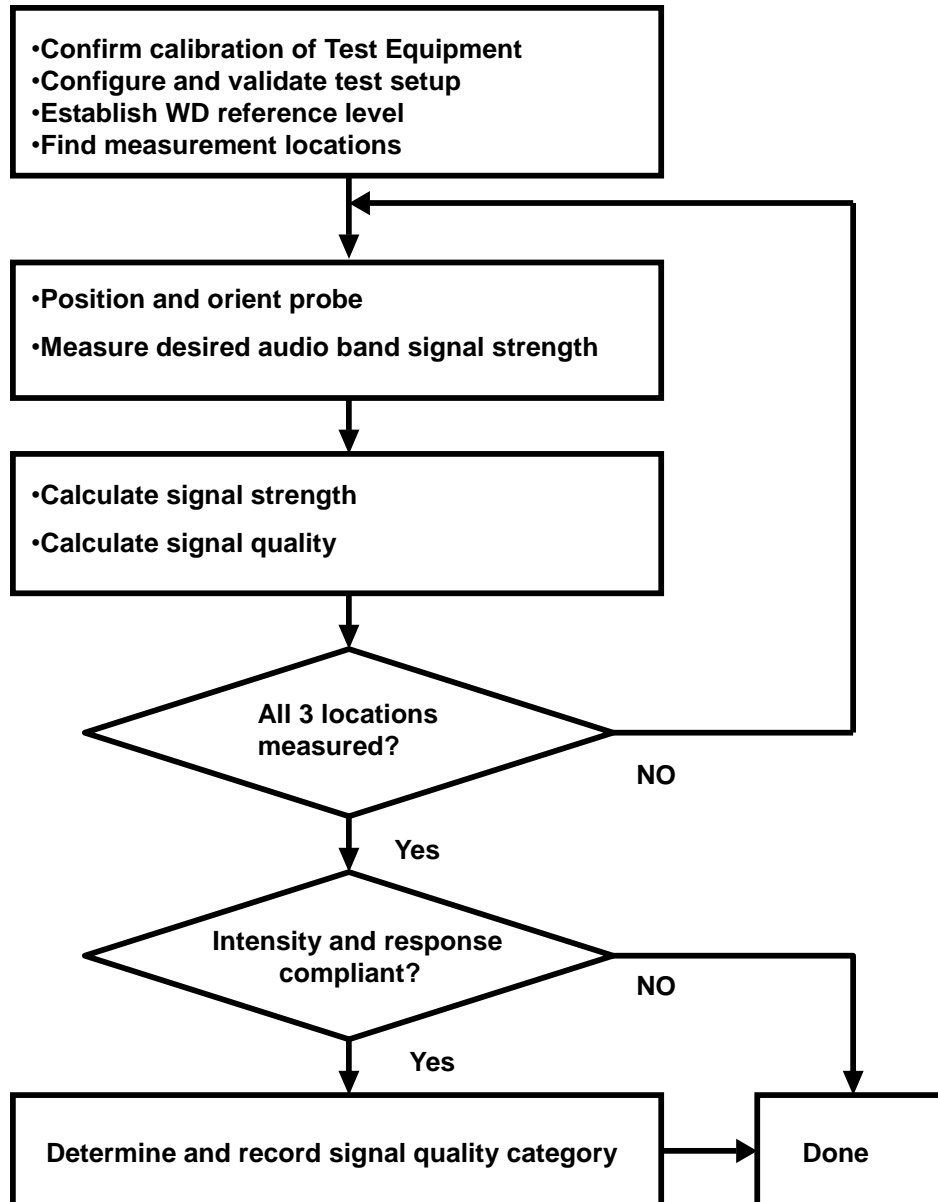 •Confirm calibration of Test Equipment
•Configure and validate test setup
•Establish WD reference level
•Find measurement locations
•Position and orient probe
•Measure desired audio band signal strength
•Calculate signal strength
•Calculate signal quality
All 3 locations
measured?
NO
Yes
Intensity and response
compliant?
NO
Yes
Determine and record signal quality category
Done